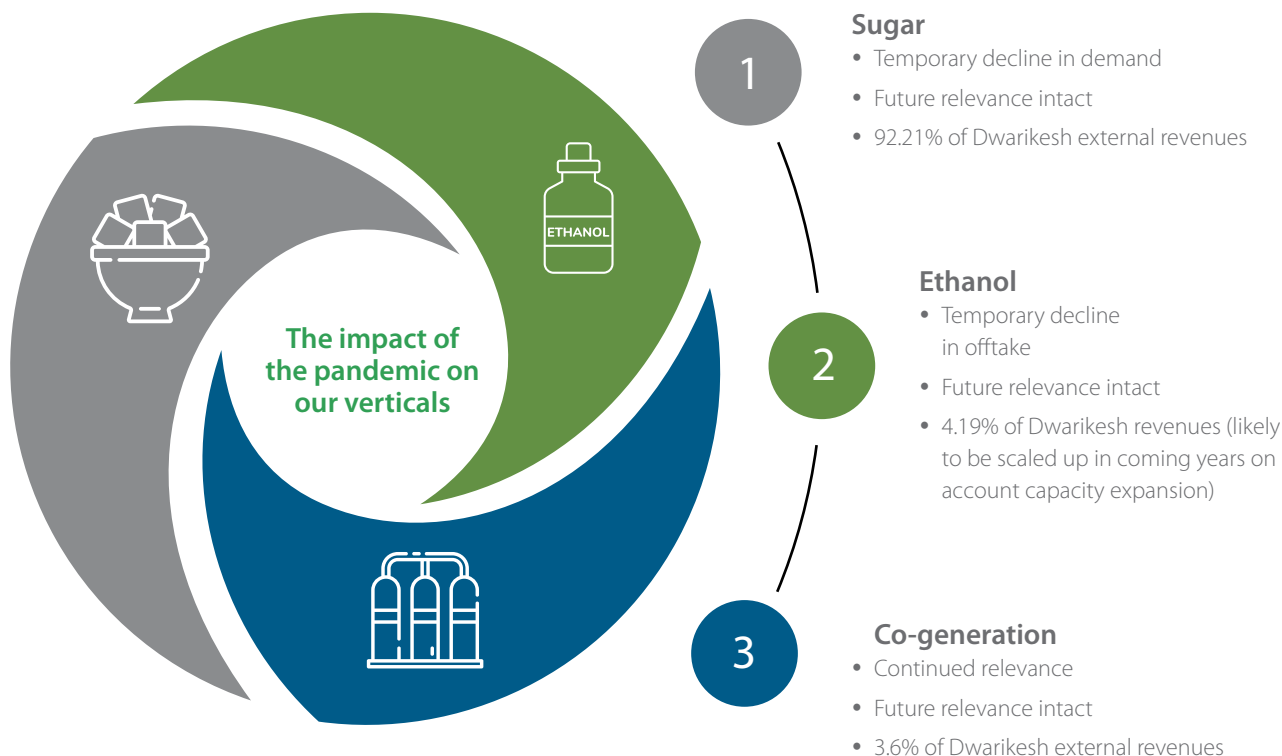 ETHANOL
The impact of
the pandemic on
our verticals
1
Sugar
• Temporary decline in demand
• Future relevance intact
• 92.21% of Dwarikesh external revenues
2
Ethanol
• Temporary decline
in offtake
• Future relevance intact
• 4.19% of Dwarikesh revenues (likely
to be scaled up in coming years on
account capacity expansion)
3
Co-generation
• Continued relevance
• Future relevance intact
• 3.6% of Dwarikesh external revenues